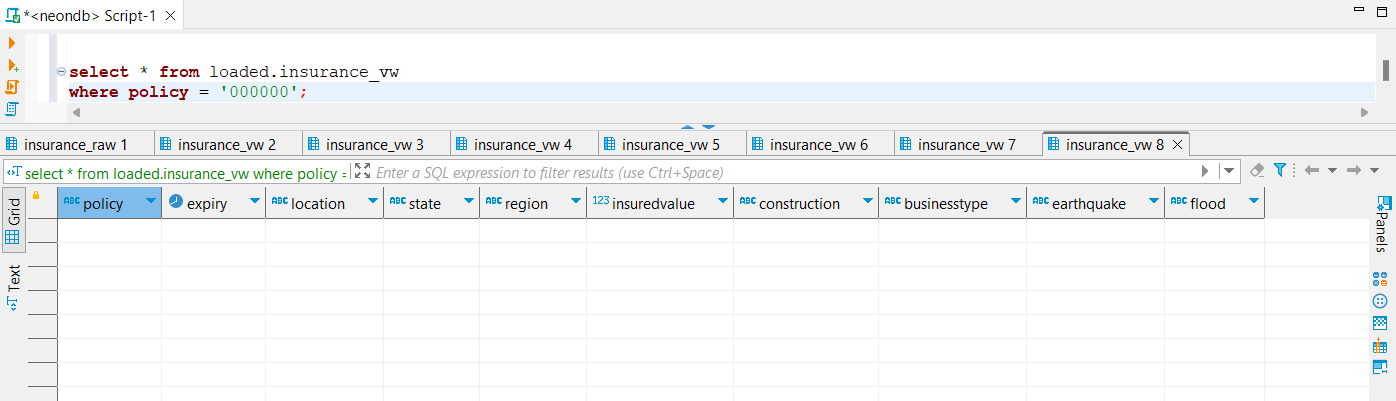 *<neondb> Script-1
select * from loaded.insurance_vw
where policy = '000000';
insurance_raw 1 insurance_vw 2 insurance_vw 3 insurance_vw 4 insurance_vw 5 insurance_vw 6 insurance_vw 7 insurance_vw 8
select * from loaded.insurance_vw where policy = Enter a SQL expression to filter results (use Ctrl+Space)
Grid
Text
ABC policy expiry ABC location ABC state ABC region 123 insuredvalue ABC construction ABC businesstype ABC earthquake ABC flood
Panels